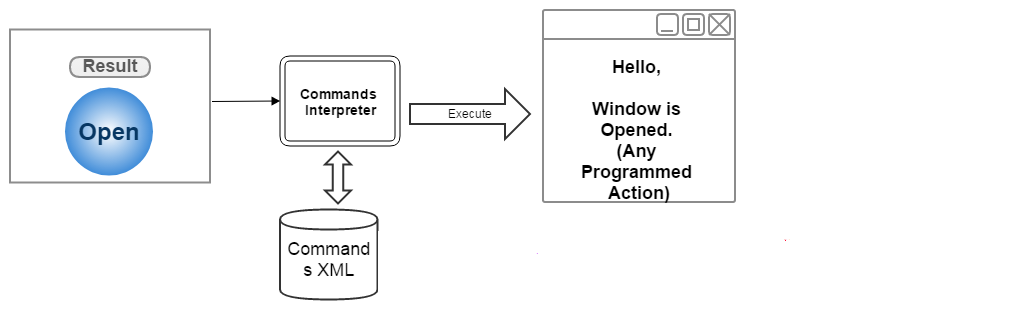 Result
Open
Commands
Interpreter
Execute
Command
s XML
Hello,
Window is
Opened.
(Any
Programmed
Action)